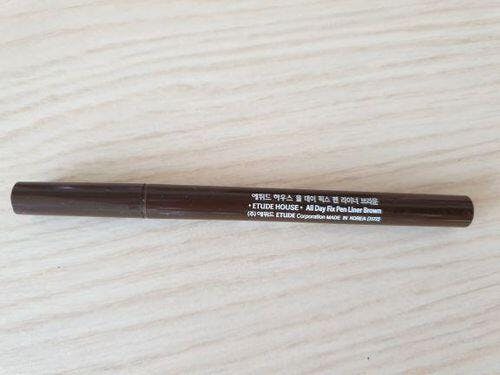 에뛰드 하우스 올 데이 픽스 펜 라이너 브라운
• ETUDE HOUSE • All Day Fix Pen Liner Brown
(주) 에뛰드 ETUDE Corporation MADE IN KOREA